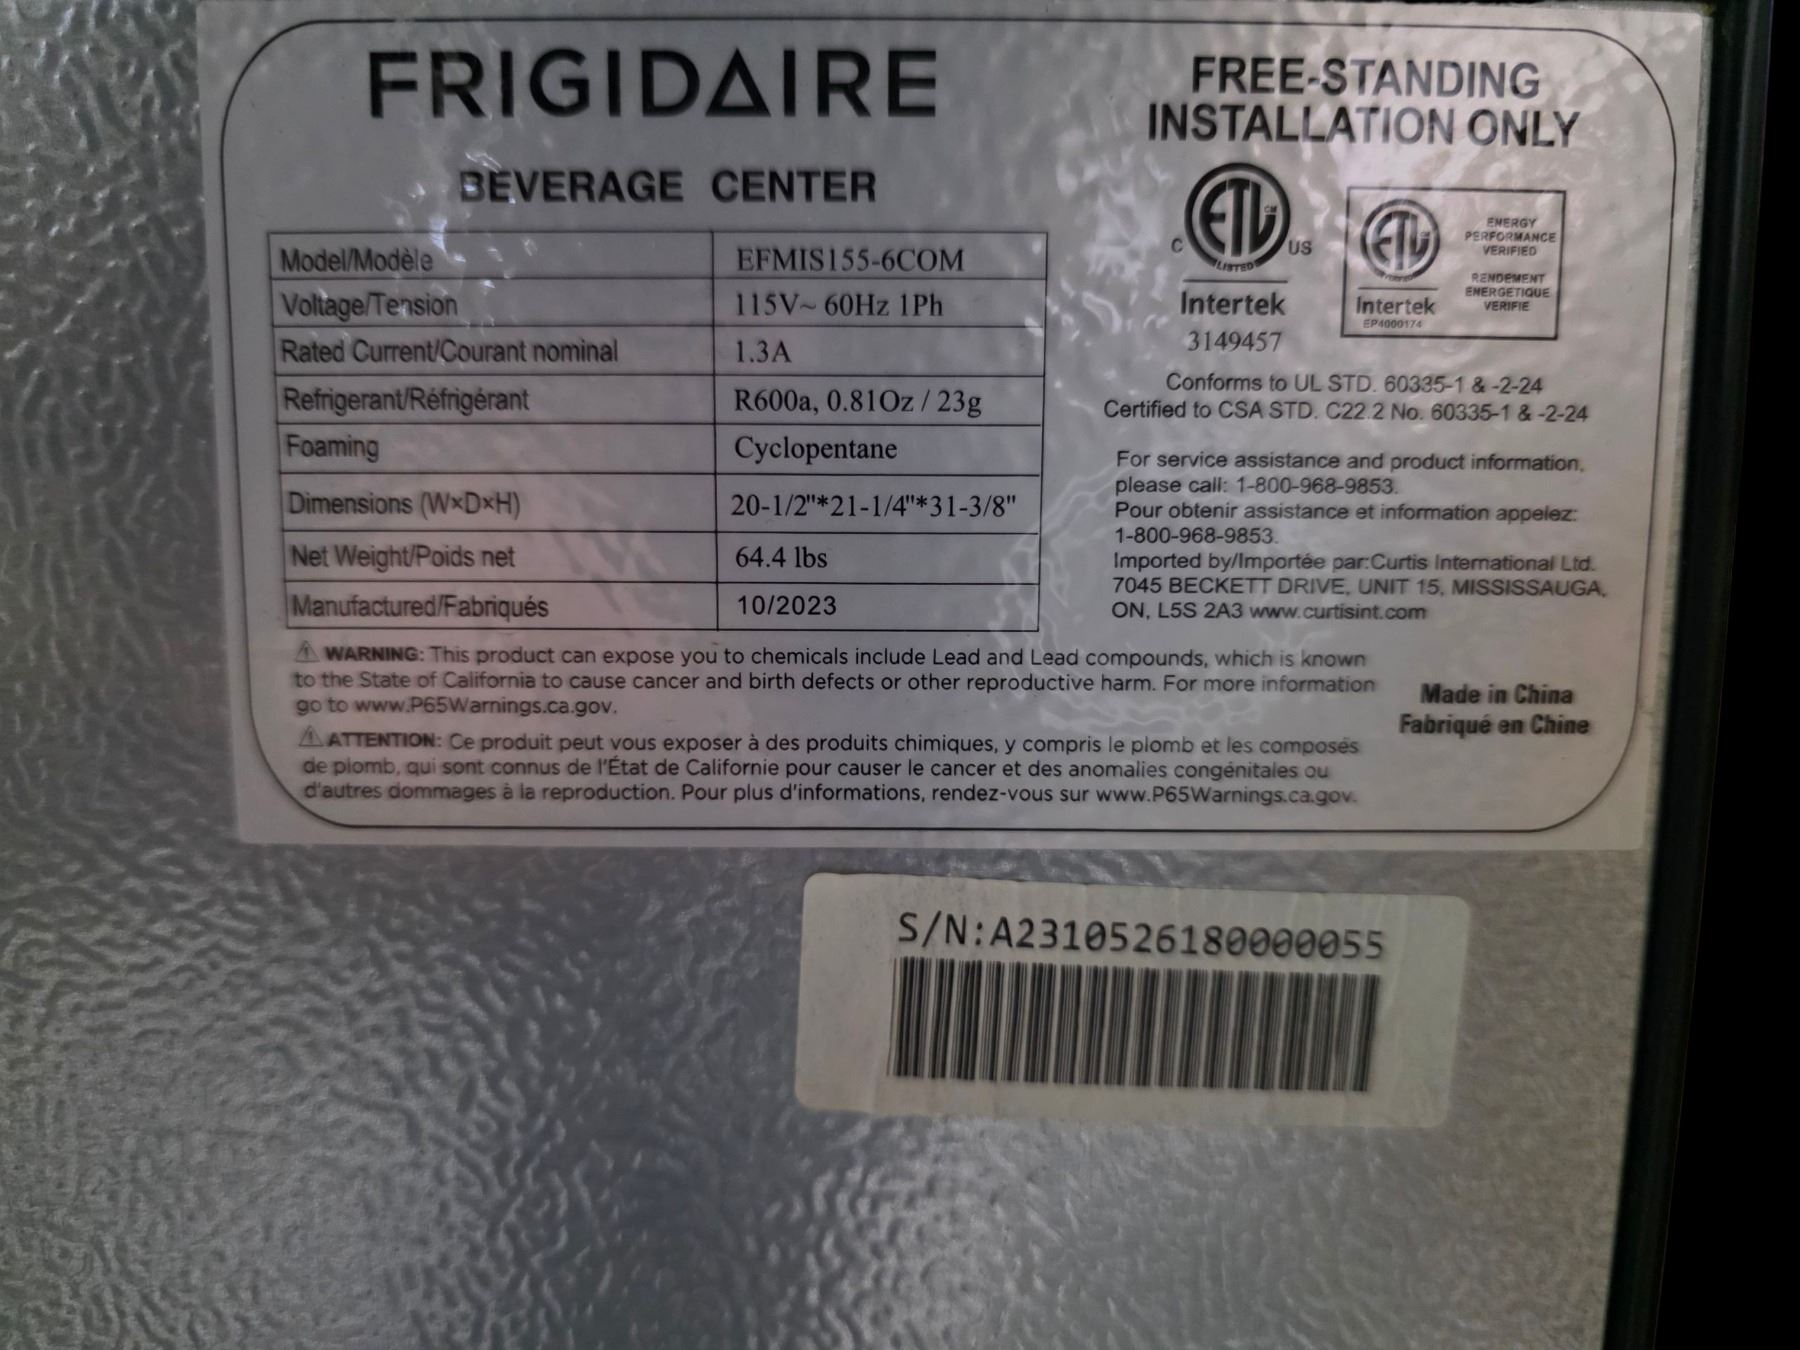 FRIGIDAIRE
BEVERAGE CENTER
Model/Modèle EFMIS155-6COM
Voltage/Tension 115V~ 60Hz 1Ph
Rated Current/Courant nominal 1.3A
Refrigerant/Réfrigérant R600a, 0.81Oz / 23g
Foaming Cyclopentane
Dimensions (W×D×H) 20-1/2"*21-1/4"*31-3/8"
Net Weight/Poids net 64.4 lbs
Manufactured/Fabriqués 10/2023
FREE-STANDING
INSTALLATION ONLY
C ETL CM US
LISTED
Intertek
3149457
ETL
VERIFIED
Intertek
EP4000174
ENERGY
PERFORMANCE
VERIFIED
RENDEMENT
ENERGETIQUE
VERIFIE
Conforms to UL STD. 60335-1 & -2-24
Certified to CSA STD. C22.2 No. 60335-1 & -2-24
For service assistance and product information,
please call: 1-800-968-9853.
Pour obtenir assistance et information appelez:
1-800-968-9853.
Imported by/Importée par:Curtis International Ltd.
7045 BECKETT DRIVE, UNIT 15, MISSISSAUGA,
ON, L5S 2A3 www.curtisint.com
⚠ WARNING: This product can expose you to chemicals include Lead and Lead compounds, which is known
to the State of California to cause cancer and birth defects or other reproductive harm. For more information
go to www.P65Warnings.ca.gov.
⚠ ATTENTION: Ce produit peut vous exposer à des produits chimiques, y compris le plomb et les composés
de plomb, qui sont connus de l'État de Californie pour causer le cancer et des anomalies congénitales ou
d'autres dommages à la reproduction. Pour plus d'informations, rendez-vous sur www.P65Warnings.ca.gov.
Made in China
Fabriqué en Chine
S/N:A2310526180000055